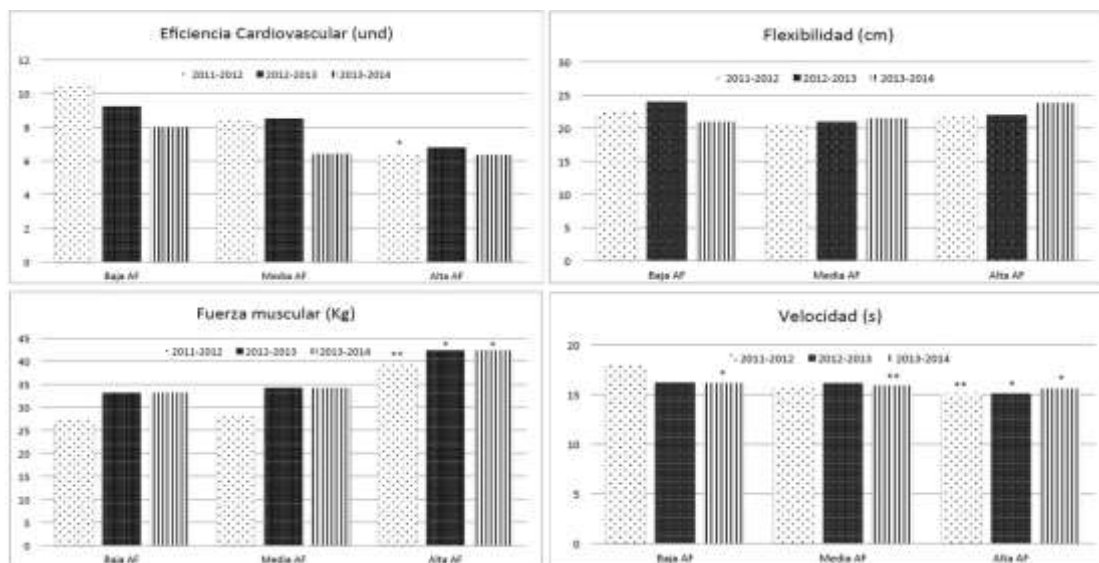 Eficiencia Cardiovascular (und)
12
2011-2012 2012-2013 2013-2014
10
8
6
*
4
2
0
Baja AF Media AF Alta AF
Flexibilidad (cm)
30
2011-2012 2012-2013 2013-2014
25
20
15
10
5
0
Baja AF Media AF Alta AF
Fuerza muscular (Kg)
45
2011-2012 2012-2013 2013-2014
** * *
40
35
30
25
20
15
10
5
0
Baja AF Media AF Alta AF
Velocidad (s)
20
2011-2012 2012-2013 2013-2014
* ** ** * *
15
10
5
0
Baja AF Media AF Alta AF